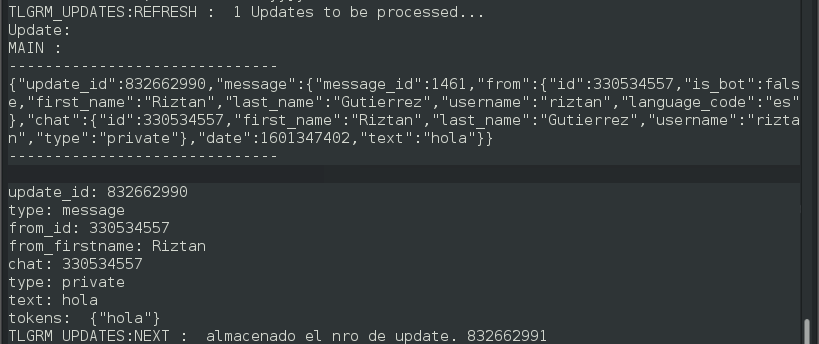 TLGRM_UPDATES:REFRESH :  1 Updates to be processed...
Update:
MAIN :
------------------------------
{"update_id":832662990,"message":{"message_id":1461,"from":{"id":330534557,"is_bot":fals
e,"first_name":"Riztan","last_name":"Gutierrez","username":"riztan","language_code":"es"
},"chat":{"id":330534557,"first_name":"Riztan","last_name":"Gutierrez","username":"rizta
n","type":"private"},"date":1601347402,"text":"hola"}}
------------------------------
update_id: 832662990
type: message
from_id: 330534557
from_firstname: Riztan
chat: 330534557
type: private
text: hola
tokens:  {"hola"}
TLGRM_UPDATES:NEXT :  almacenado el nro de update. 832662991